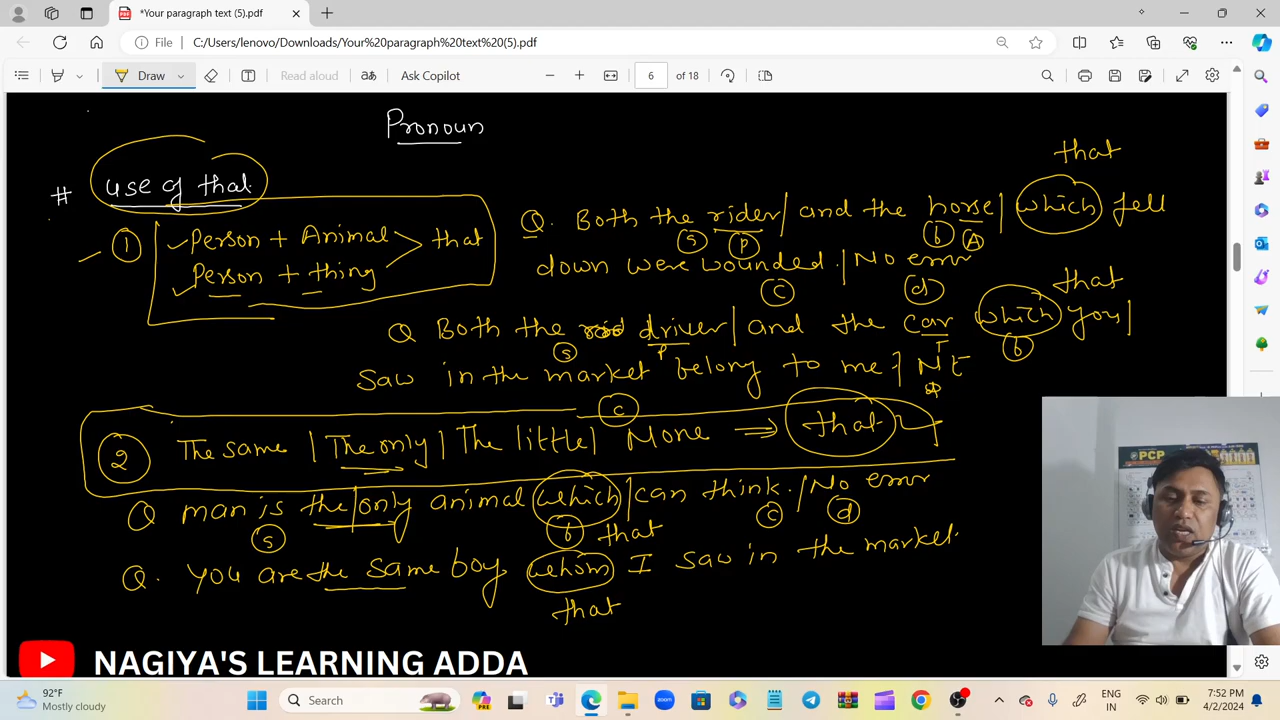 *Your paragraph text (5).pdf
File
C:/Users/lenovo/Downloads/Your%20paragraph%20text%20(5).pdf
Draw
Read aloud
Ask Copilot
6 of 18
Pronoun
# use of that
① Person + Animal
Person + thing
that
Q. Both the rider/ and the horse/ which fell
that
(P) (b) (A)
down were wounded./ No error
(c) (d)
Q Both the driver/ and the car which you/
that
P T (b)
saw in the market belong to me/ NE
(c)
② The same / The only / The little / None ⇒ that
Q man is the/only animal which/can think./No error
(b) that (c) (d)
Q. You are the same boy whom I saw in the market.
that
NAGIYA'S LEARNING ADDA
PCP
92°F
Mostly cloudy
Search
PRE
zoom
ENG
IN
7:52 PM
4/2/2024